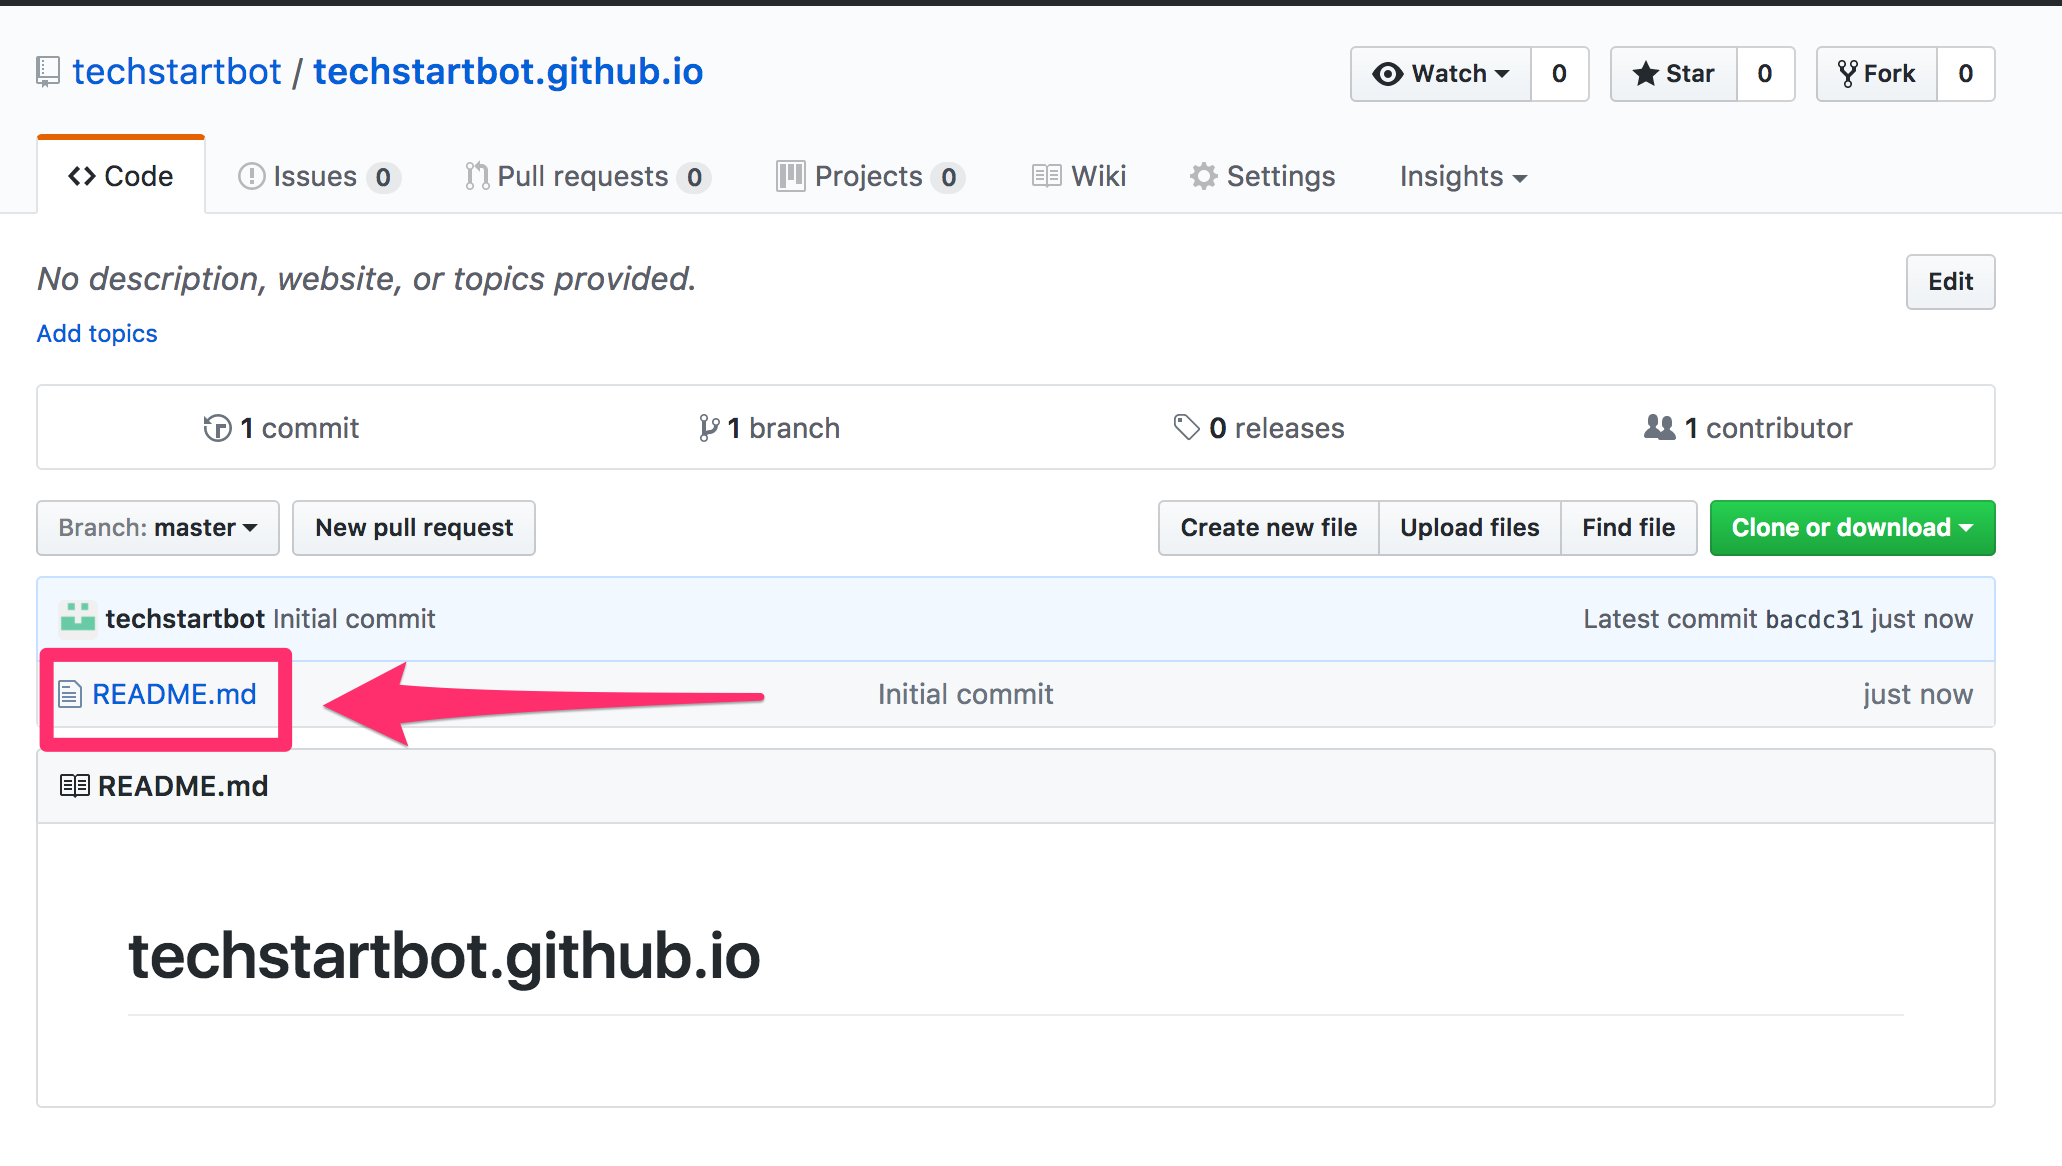 techstartbot / techstartbot.github.io Watch 0 Star 0 Fork 0
Code Issues 0 Pull requests 0 Projects 0 Wiki Settings Insights
No description, website, or topics provided. Edit
Add topics
1 commit 1 branch 0 releases 1 contributor
Branch: master New pull request Create new file Upload files Find file Clone or download
techstartbot Initial commit Latest commit bacdc31 just now
README.md Initial commit just now
README.md
techstartbot.github.io